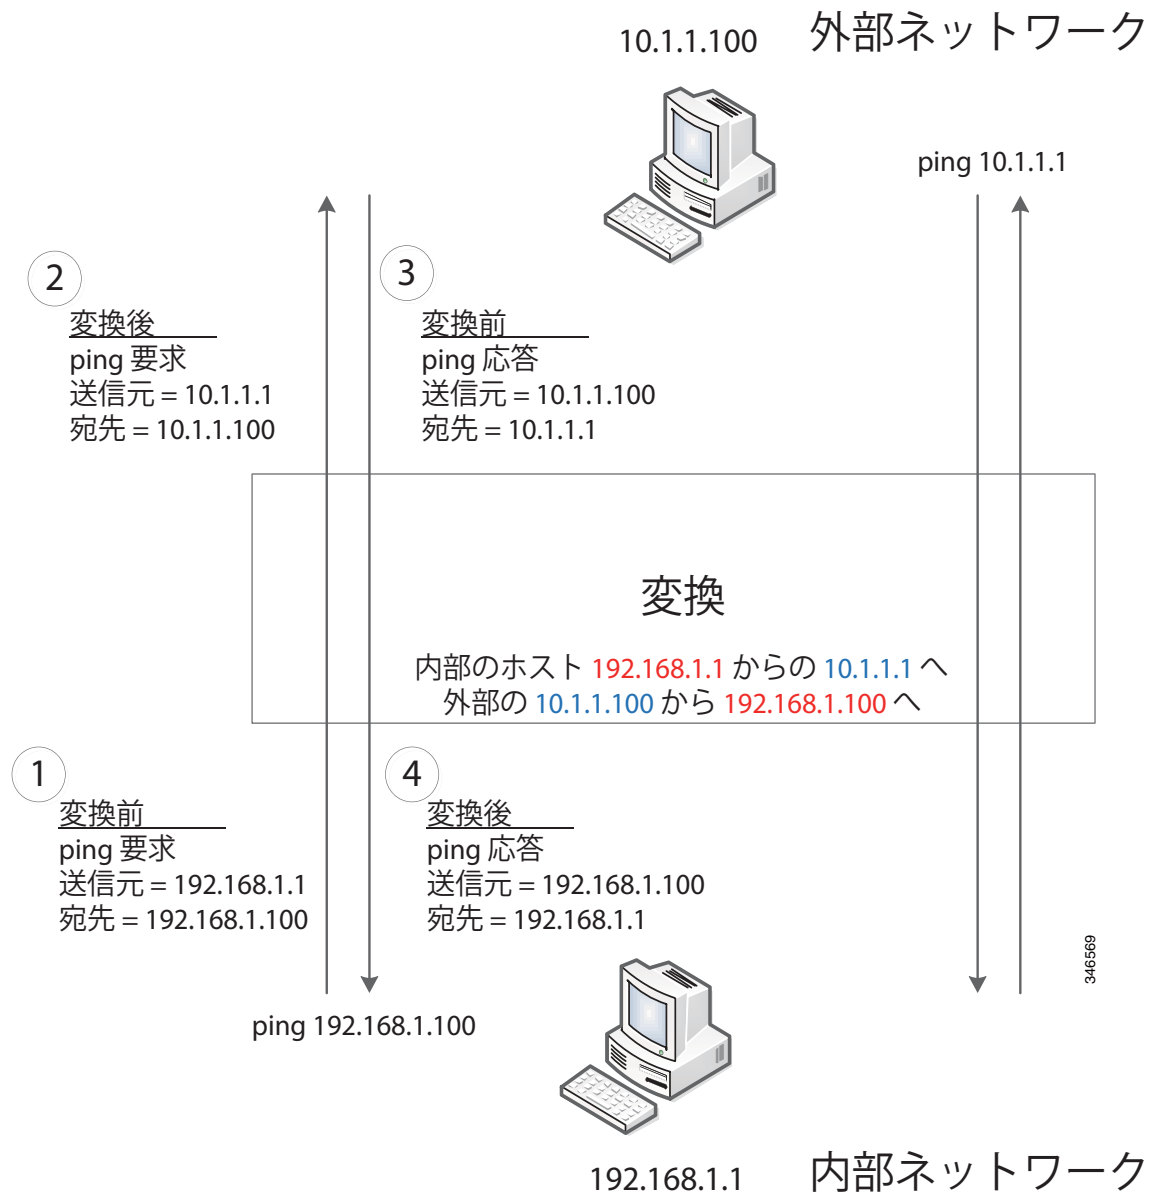 10.1.1.100
外部ネットワーク
ping 10.1.1.1
2
変換後
ping 要求
送信元 = 10.1.1.1
宛先 = 10.1.1.100
3
変換前
ping 応答
送信元 = 10.1.1.100
宛先 = 10.1.1.1
変換
内部のホスト 192.168.1.1 からの 10.1.1.1 へ
外部の 10.1.1.100 から 192.168.1.100 へ
1
変換前
ping 要求
送信元 = 192.168.1.1
宛先 = 192.168.1.100
4
変換後
ping 応答
送信元 = 192.168.1.100
宛先 = 192.168.1.1
346569
ping 192.168.1.100
192.168.1.1
内部ネットワーク